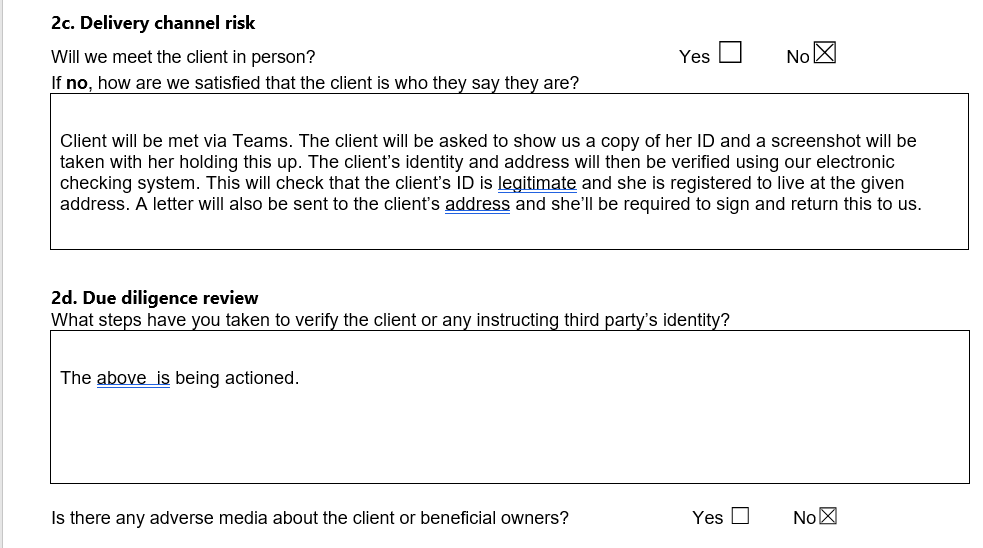 2c. Delivery channel risk
Will we meet the client in person? Yes ☐ No ☒
If no, how are we satisfied that the client is who they say they are?
Client will be met via Teams. The client will be asked to show us a copy of her ID and a screenshot will be
taken with her holding this up. The client’s identity and address will then be verified using our electronic
checking system. This will check that the client’s ID is legitimate and she is registered to live at the given
address. A letter will also be sent to the client’s address and she’ll be required to sign and return this to us.
2d. Due diligence review
What steps have you taken to verify the client or any instructing third party’s identity?
The above  is being actioned.
Is there any adverse media about the client or beneficial owners? Yes ☐ No ☒